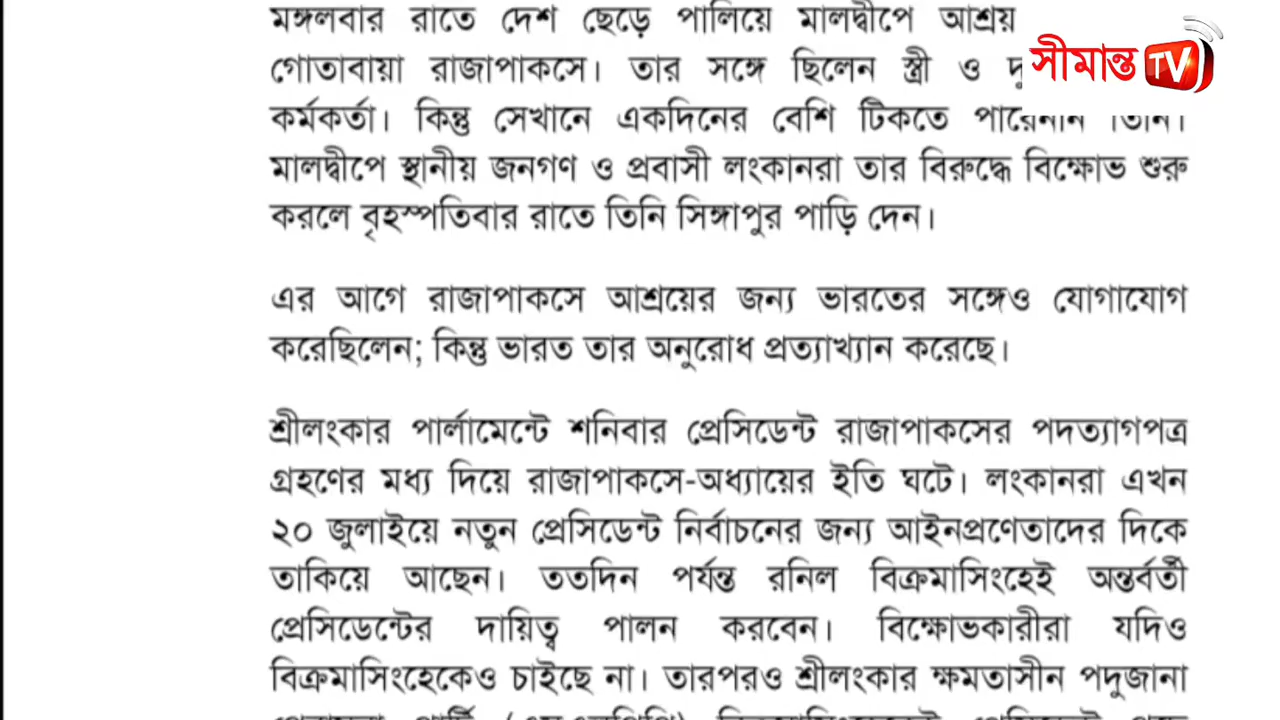 মঙ্গলবার রাতে দেশ ছেড়ে পালিয়ে মালদ্বীপে আশ্রয়
সীমান্ত TV
গোতাবায়া রাজাপাকসে। তার সঙ্গে ছিলেন স্ত্রী ও
কর্মকর্তা। কিন্তু সেখানে একদিনের বেশি টিকতে পারেননি তিনি।
মালদ্বীপে স্থানীয় জনগণ ও প্রবাসী লংকানরা তার বিরুদ্ধে বিক্ষোভ শুরু
করলে বৃহস্পতিবার রাতে তিনি সিঙ্গাপুর পাড়ি দেন।
এর আগে রাজাপাকসে আশ্রয়ের জন্য ভারতের সঙ্গেও যোগাযোগ
করেছিলেন; কিন্তু ভারত তার অনুরোধ প্রত্যাখ্যান করেছে।
শ্রীলংকার পার্লামেন্টে শনিবার প্রেসিডেন্ট রাজাপাকসের পদত্যাগপত্র
গ্রহণের মধ্য দিয়ে রাজাপাকসে-অধ্যায়ের ইতি ঘটে। লংকানরা এখন
২০ জুলাইয়ে নতুন প্রেসিডেন্ট নির্বাচনের জন্য আইনপ্রণেতাদের দিকে
তাকিয়ে আছেন। ততদিন পর্যন্ত রনিল বিক্রমাসিংহেই অন্তর্বর্তী
প্রেসিডেন্টের দায়িত্ব পালন করবেন। বিক্ষোভকারীরা যদিও
বিক্রমাসিংহেকেও চাইছে না। তারপরও শ্রীলংকার ক্ষমতাসীন পদুজানা